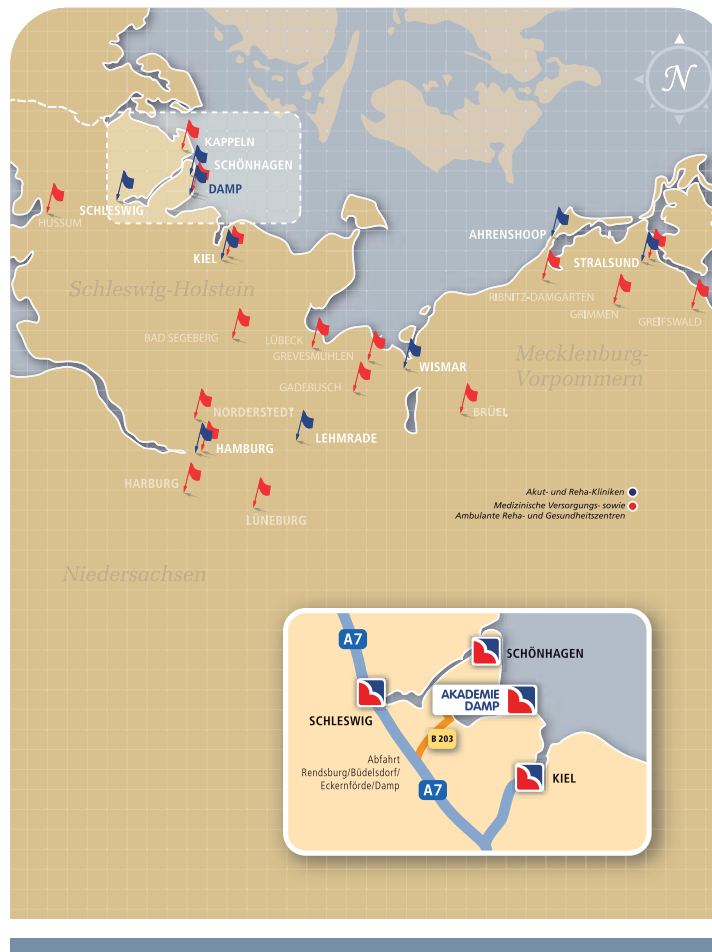 N
KAPPELN
SCHÖNHAGEN
DAMP
SCHLESWIG
HUSSUM
KIEL
AHRENSHOOP
STRALSUND
RIBNITZ-DAMGARTEN
GRIMMEN
GREIFSWALD
Schleswig-Holstein
BAD SEGEBERG
LÜBECK
GREVESMÜHLEN
GADEBUSCH
WISMAR
Mecklenburg-
Vorpommern
BRÜEL
NORDERSTEDT
LEHMRADE
HAMBURG
HARBURG
LÜNEBURG
Akut- und Reha-Kliniken
Medizinische Versorgungs- sowie
Ambulante Reha- und Gesundheitszentren
Niedersachsen
A7
SCHÖNHAGEN
AKADEMIE
DAMP
SCHLESWIG
B 203
Abfahrt
Rendsburg/Büdelsdorf/
Eckernförde/Damp
KIEL
A7